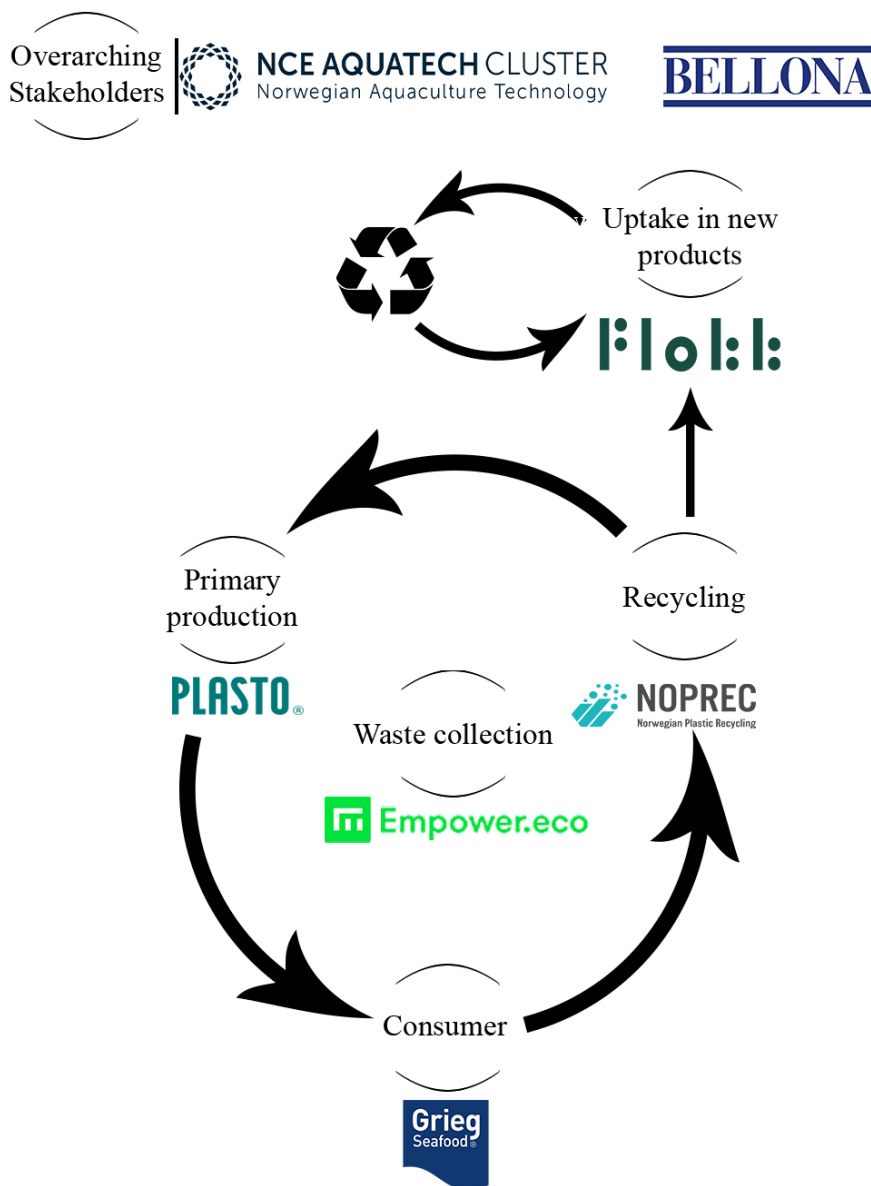 Overarching
Stakeholders
NCE AQUATECH CLUSTER
Norwegian Aquaculture Technology
BELLONA
Uptake in new
products
Flokk
Primary
production
Recycling
PLASTO®
NOPREC
Norwegian Plastic Recycling
Waste collection
Empower.eco
Consumer
Grieg
Seafood®